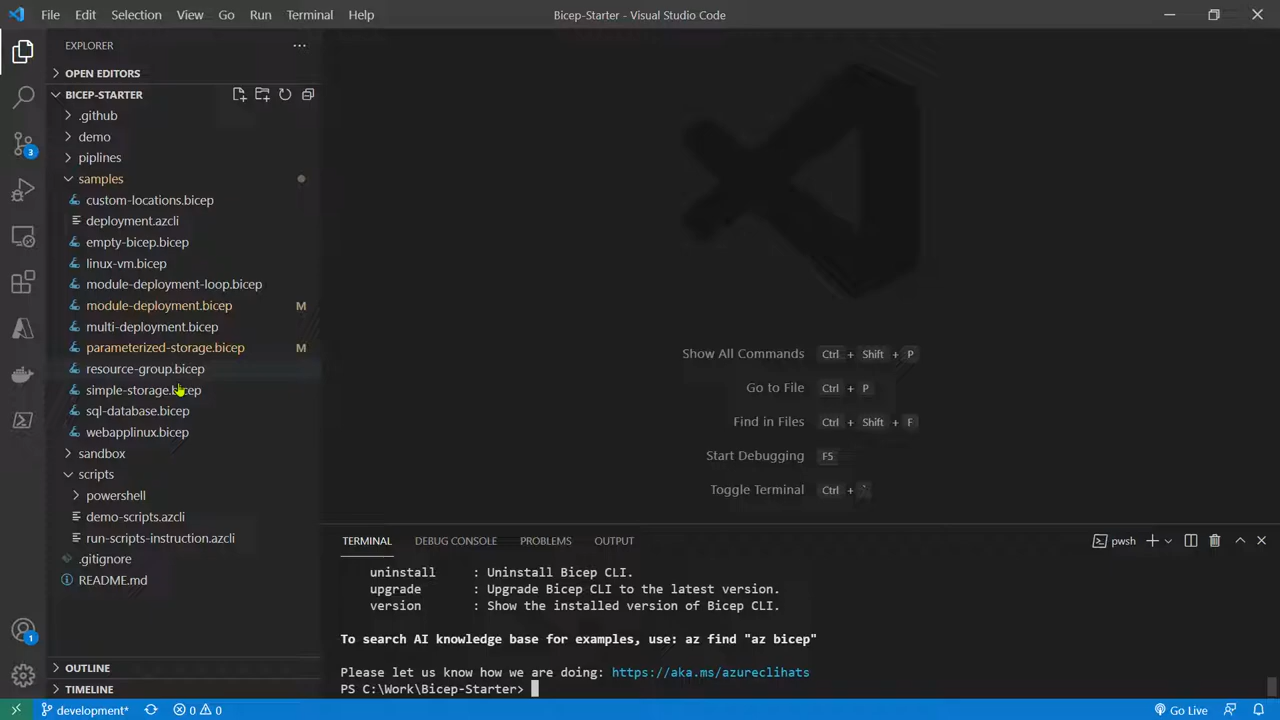 File Edit Selection View Go Run Terminal Help
Bicep-Starter - Visual Studio Code
EXPLORER
OPEN EDITORS
BICEP-STARTER
.github
demo
piplines
samples
custom-locations.bicep
deployment.azcli
empty-bicep.bicep
linux-vm.bicep
module-deployment-loop.bicep
module-deployment.bicep M
multi-deployment.bicep
parameterized-storage.bicep M
resource-group.bicep
simple-storage.bicep
sql-database.bicep
webapplinux.bicep
sandbox
scripts
powershell
demo-scripts.azcli
run-scripts-instruction.azcli
.gitignore
README.md
OUTLINE
TIMELINE
3
1
Show All Commands Ctrl + Shift + P
Go to File Ctrl + P
Find in Files Ctrl + Shift + F
Start Debugging F5
Toggle Terminal Ctrl + `
TERMINAL DEBUG CONSOLE PROBLEMS OUTPUT
pwsh
uninstall : Uninstall Bicep CLI.
upgrade : Upgrade Bicep CLI to the latest version.
version : Show the installed version of Bicep CLI.
To search AI knowledge base for examples, use: az find "az bicep"
Please let us know how we are doing: https://aka.ms/azureclihats
PS C:\Work\Bicep-Starter>
development* 0 0
Go Live